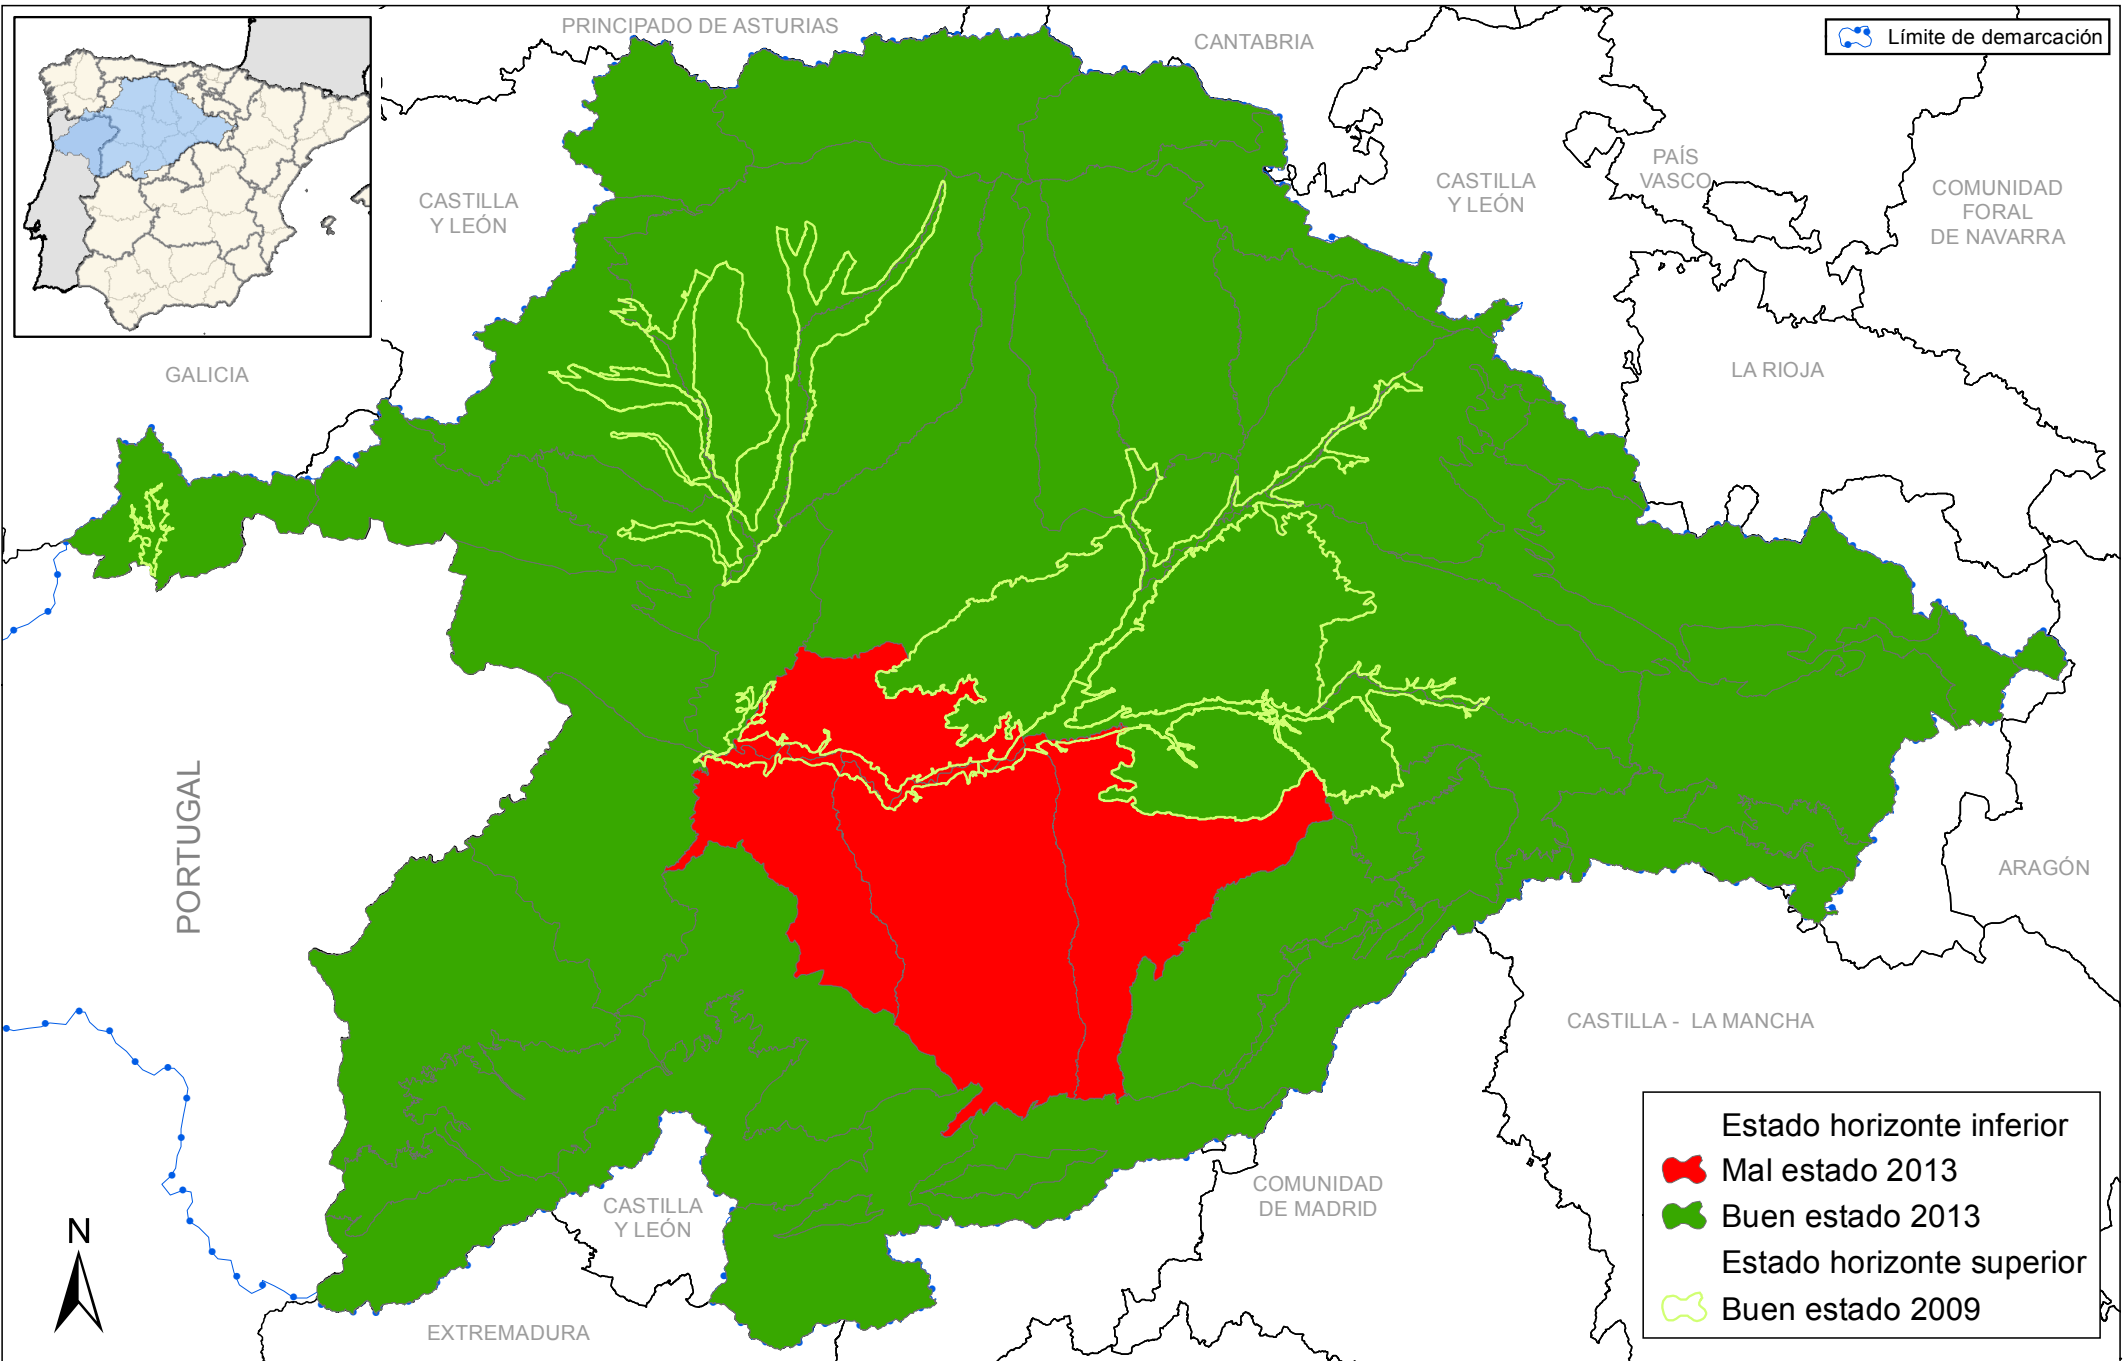 PRINCIPADO DE ASTURIAS
CANTABRIA
Límite de demarcación
PAÍS
VASCO
CASTILLA
Y LEÓN
COMUNIDAD
FORAL
DE NAVARRA
CASTILLA
Y LEÓN
GALICIA
LA RIOJA
PORTUGAL
ARAGÓN
CASTILLA - LA MANCHA
COMUNIDAD
DE MADRID
CASTILLA
Y LEÓN
EXTREMADURA
N
Estado horizonte inferior
Mal estado 2013
Buen estado 2013
Estado horizonte superior
Buen estado 2009